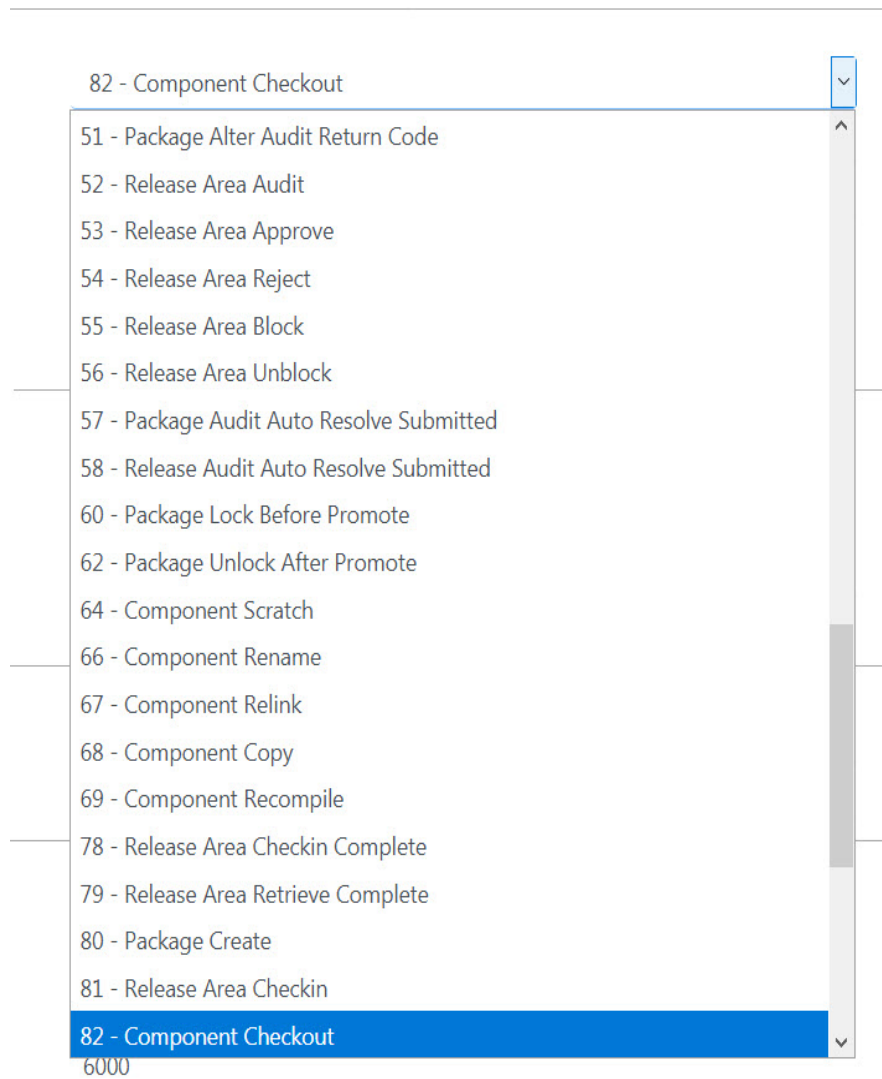 82 - Component Checkout
51 - Package Alter Audit Return Code
52 - Release Area Audit
53 - Release Area Approve
54 - Release Area Reject
55 - Release Area Block
56 - Release Area Unblock
57 - Package Audit Auto Resolve Submitted
58 - Release Audit Auto Resolve Submitted
60 - Package Lock Before Promote
62 - Package Unlock After Promote
64 - Component Scratch
66 - Component Rename
67 - Component Relink
68 - Component Copy
69 - Component Recompile
78 - Release Area Checkin Complete
79 - Release Area Retrieve Complete
80 - Package Create
81 - Release Area Checkin
82 - Component Checkout
6000